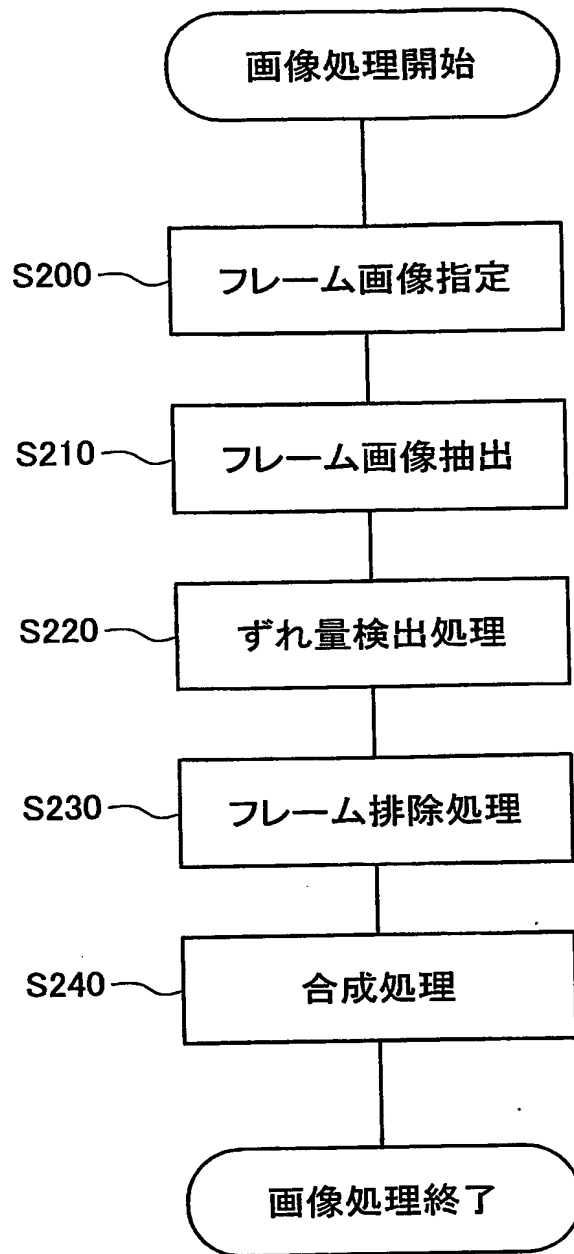 画像処理開始
S200 フレーム画像指定
S210 フレーム画像抽出
S220 ずれ量検出処理
S230 フレーム排除処理
S240 合成処理
画像処理終了